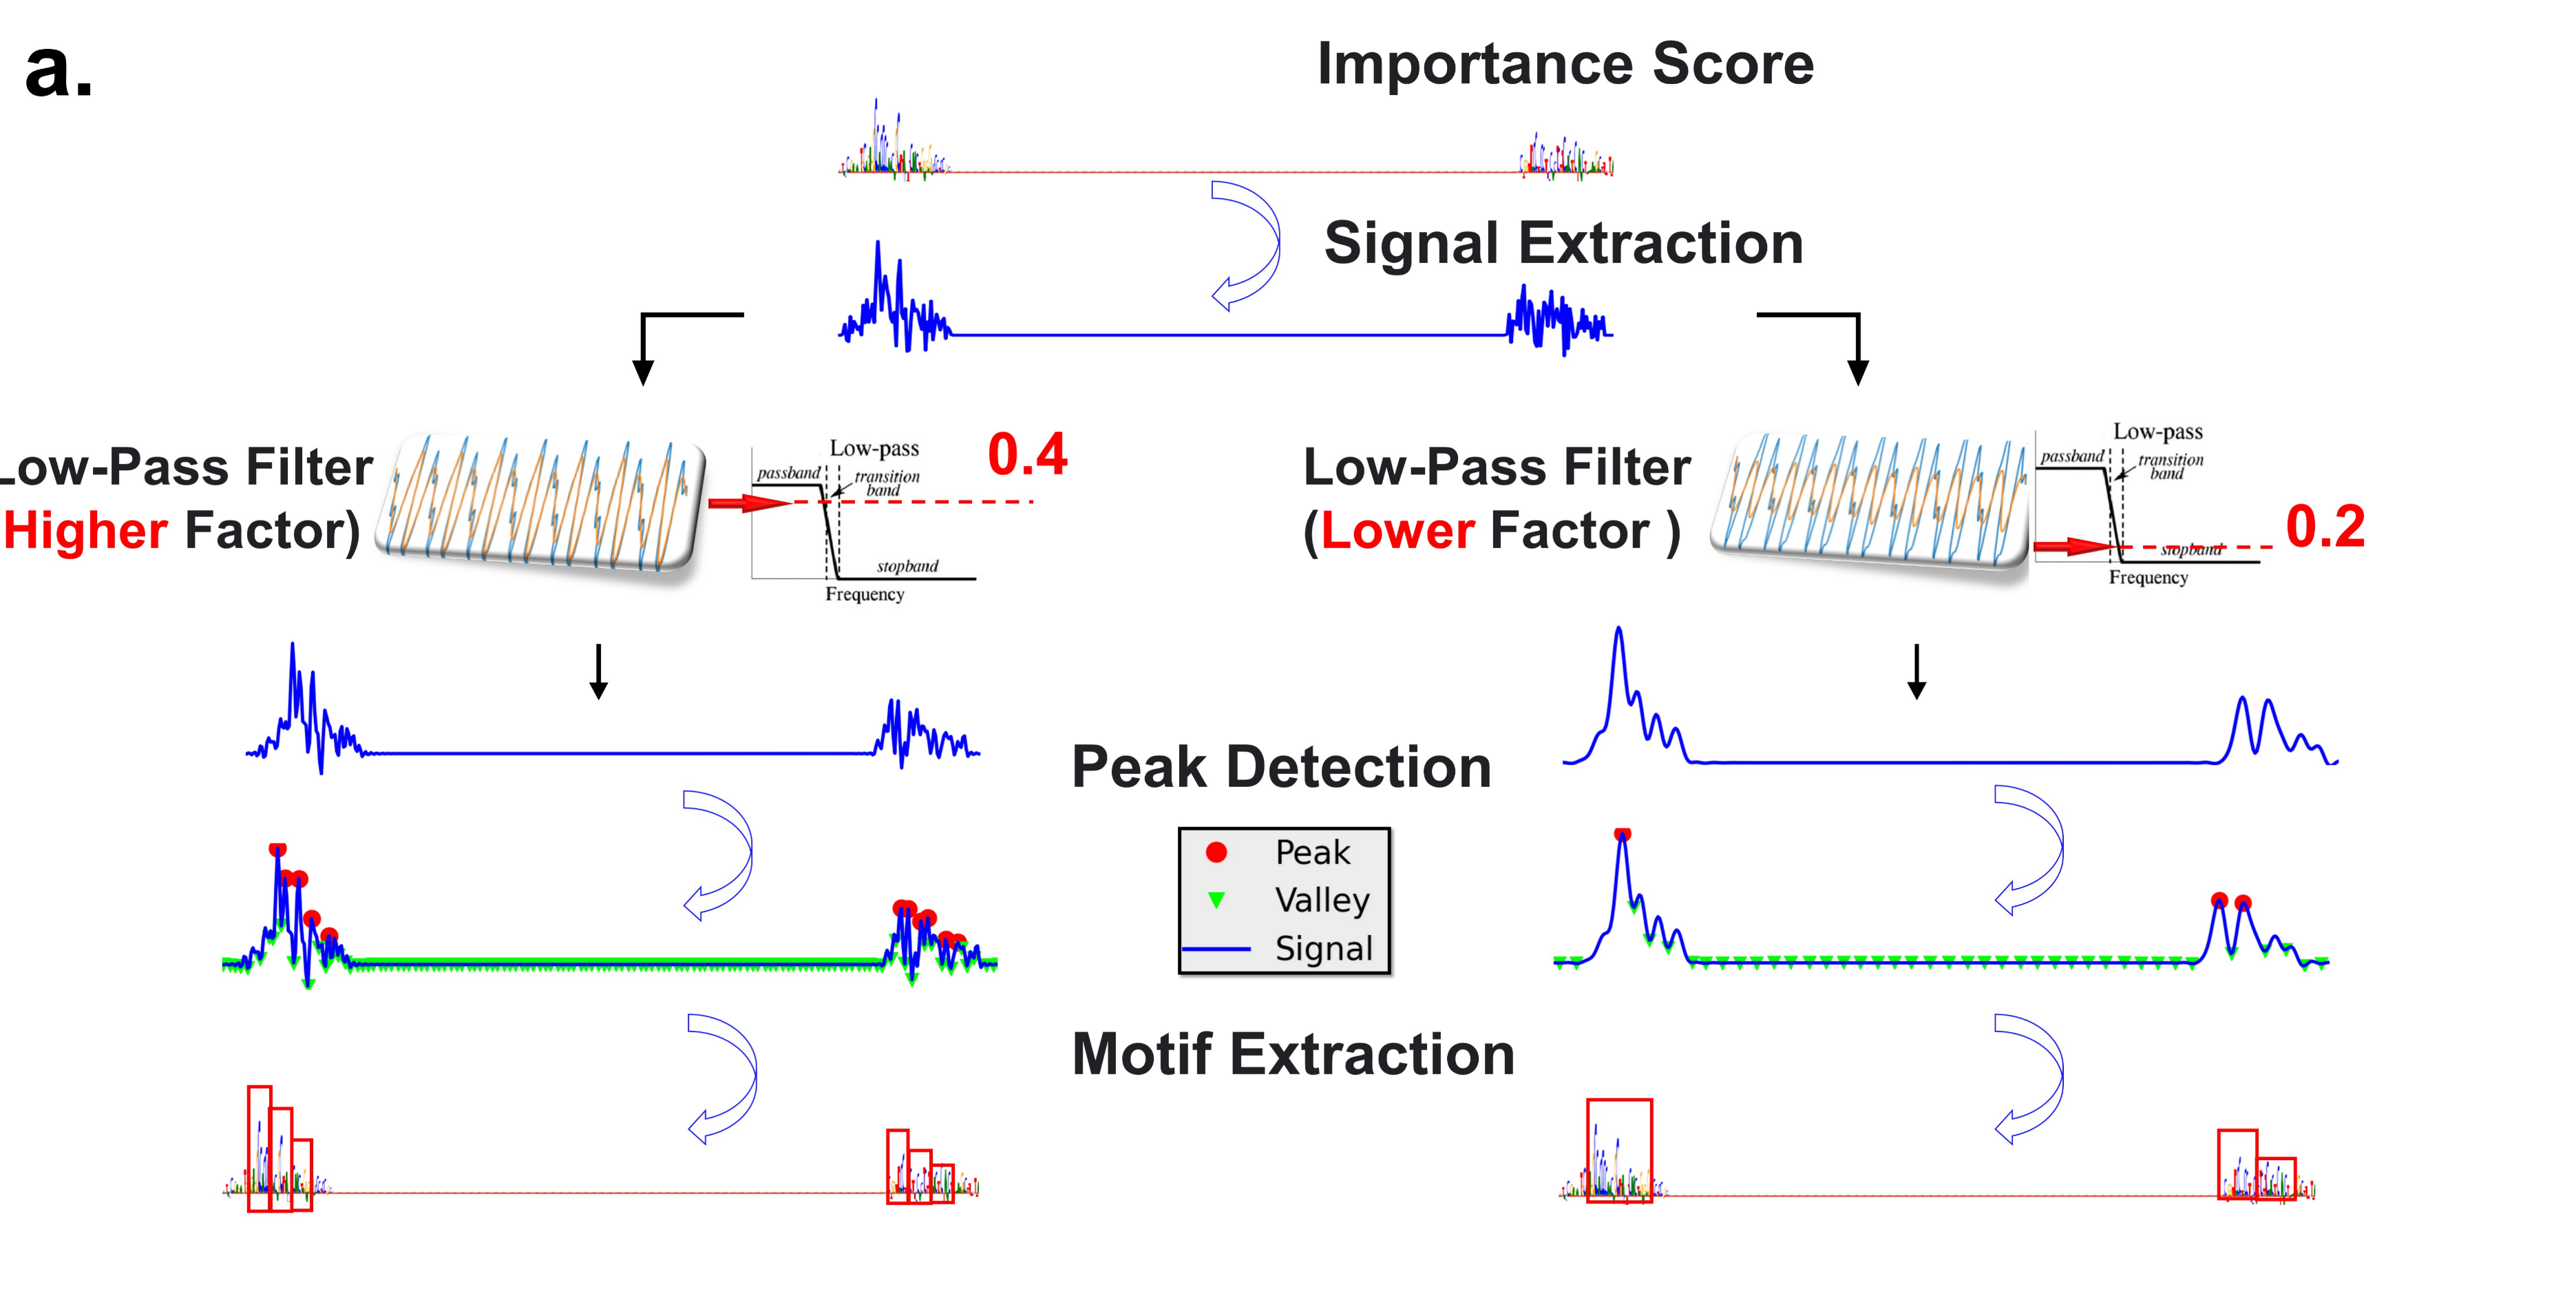 a.
Importance Score
Signal Extraction
Low-Pass Filter
Higher Factor)
Low-pass
passband
transition
band
stopband
Frequency
0.4
Low-Pass Filter
(Lower Factor )
Low-pass
passband
transition
band
stopband
Frequency
0.2
Peak Detection
Peak
Valley
Signal
Motif Extraction